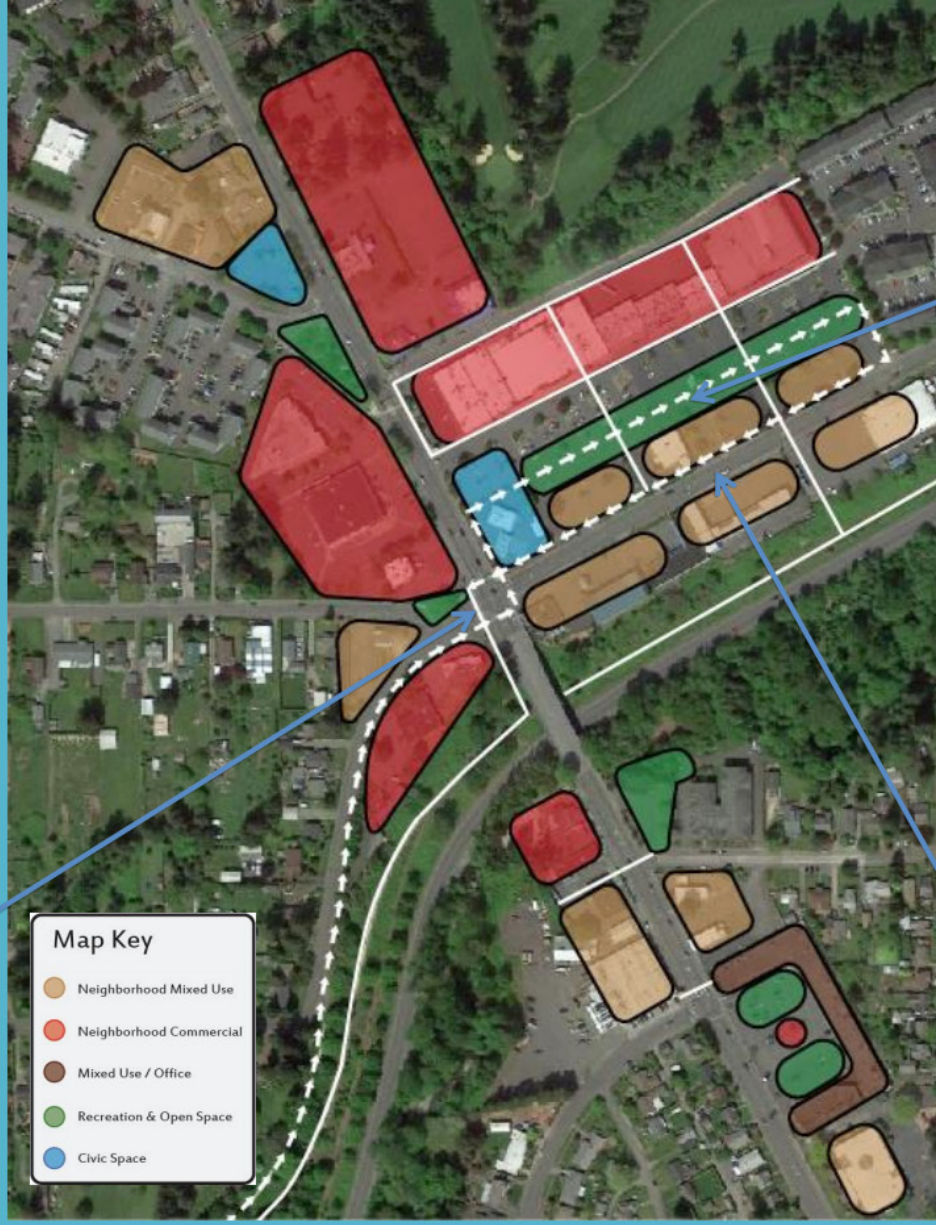 Map Key
Neighborhood Mixed Use
Neighborhood Commercial
Mixed Use / Office
Recreation & Open Space
Civic Space